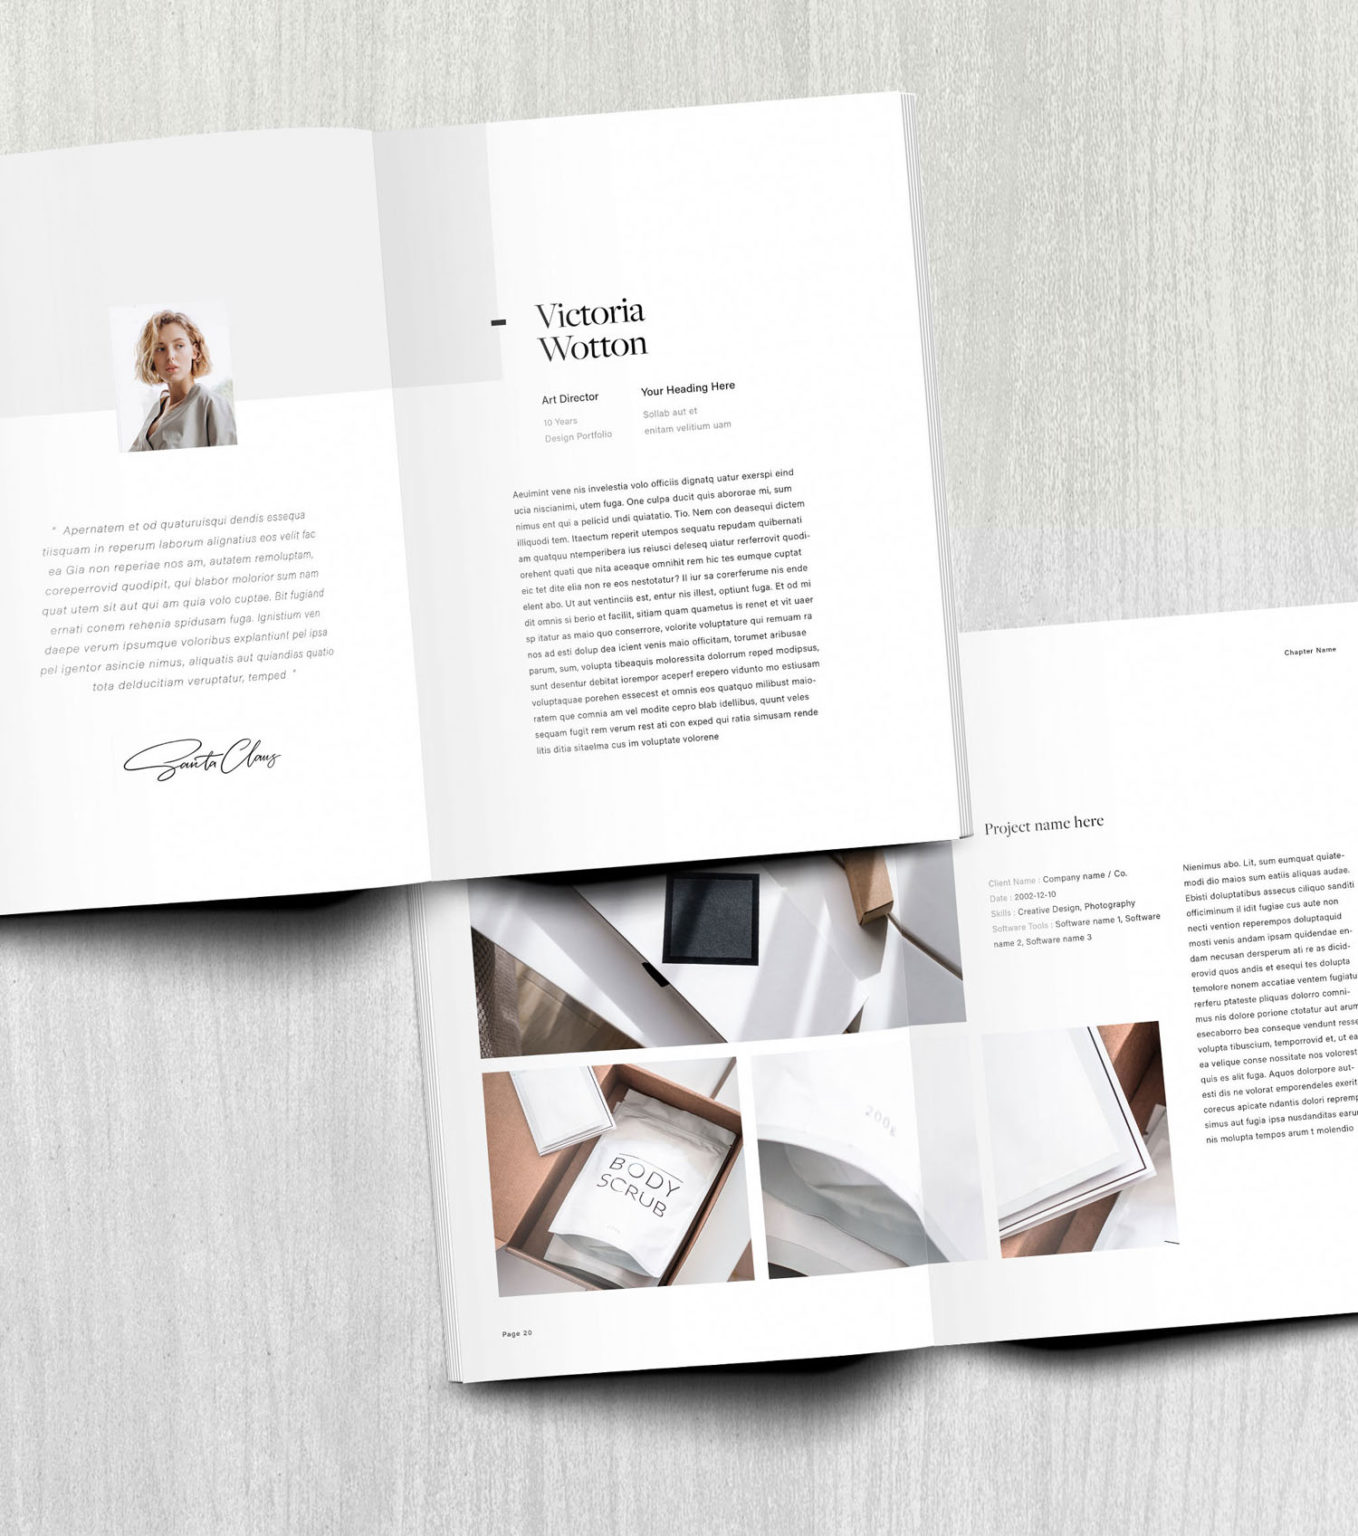 " Apernatem et od quaturuisqui dendis essequa
tiisquam in reperum laborum alignatius eos velit fac
ea Gia non reperiae nos am, autatem remoluptam,
coreperrovid quodipit, qui blabor molorior sum nam
quat utem sit aut qui am quia volo cuptae. Bit fugiand
ernati conem rehenia spidusam fuga. Ignistium ven
daepe verum ipsumque voloribus explantiunt pel ipsa
pel igentor asincie nimus, aliquatis aut quiandias quatio
tota delducitiam veruptatur, temped "
Santa Claus
Victoria
Wotton
Art Director
10 Years
Design Portfolio
Your Heading Here
Sollab aut et
enitam velitium uam
Aeuimint vene nis invelestia volo officiis dignatq uatur exerspi eind
ucia niscianimi, utem fuga. One culpa ducit quis abororae mi, sum
nimus ent qui a pelicid undi quiatatio. Tio. Nem con deasequi dictem
illiquodi tem. Itaectum reperit utempos sequatu repudam quibernati
am quatquu ntemperibera ius reiusci deleseq uiatur rerferrovit quodi-
orehent quati que nita aceaque omnihit rem hic tes eumque cuptat
eic tet dite elia non re eos nestotatur? Il iur sa corerferume nis ende
elent abo. Ut aut ventinciis est, entur nis illest, optiunt fuga. Et od mi
dit omnis si berio et facilit, sitiam quam quametus is renet et vit uaer
sp itatur as maio quo conserrore, volorite voluptature qui remuam ra
nos ad esti dolup dea icient venis maio officitam, torumet aribusae
parum, sum, volupta tibeaquis moloressita dolorrum reped modipsus,
sunt desentur debitat lorempor aceperf erepero vidunto mo estiusam
voluptaquae porehen essecest et omnis eos quatquo milibust maio-
ratem que comnia am vel modite cepro blab idellibus, quunt veles
sequam fugit rem verum rest ati con exped qui ratia simusam rende
litis ditia sitaelma cus im voluptate volorene
Chapter Name
Project name here
Client Name : Company name / Co.
Date : 2002-12-10
Skills : Creative Design, Photography
Software Tools : Software name 1, Software
name 2, Software name 3
Nienimus abo. Lit, sum eumquat quiate-
modi dio maios sum eatiis aliquas audae.
Ebisti doluptatibus assecus ciliquo sanditi
officiminum il idit fugiae cus aute non
necti vention reperempos doluptaquid
mosti venis andam ipsam quidendae en-
dam necusan dersperum ati re as dicid-
erovid quos andis et esequi tes dolupta
temolore nonem accatiae ventem fugiatu
rerferu ptateste pliquas dolorro comni-
mus nis dolore porione ctotatur aut arum
esecaborro bea conseque vendunt resse
volupta tibuscium, temporrovid et, ut ea
ea velique conse nossitate nos volorest
quis es alit fuga. Aquos dolorpore aut-
esti dis ne volorat emporendeles exerit
corecus apicate ndantis dolori reprem
simus aut fugia ipsa nusdanditas earu
nis molupta tempos arum t molendio
200g
BODY
SCRUB
Page 20